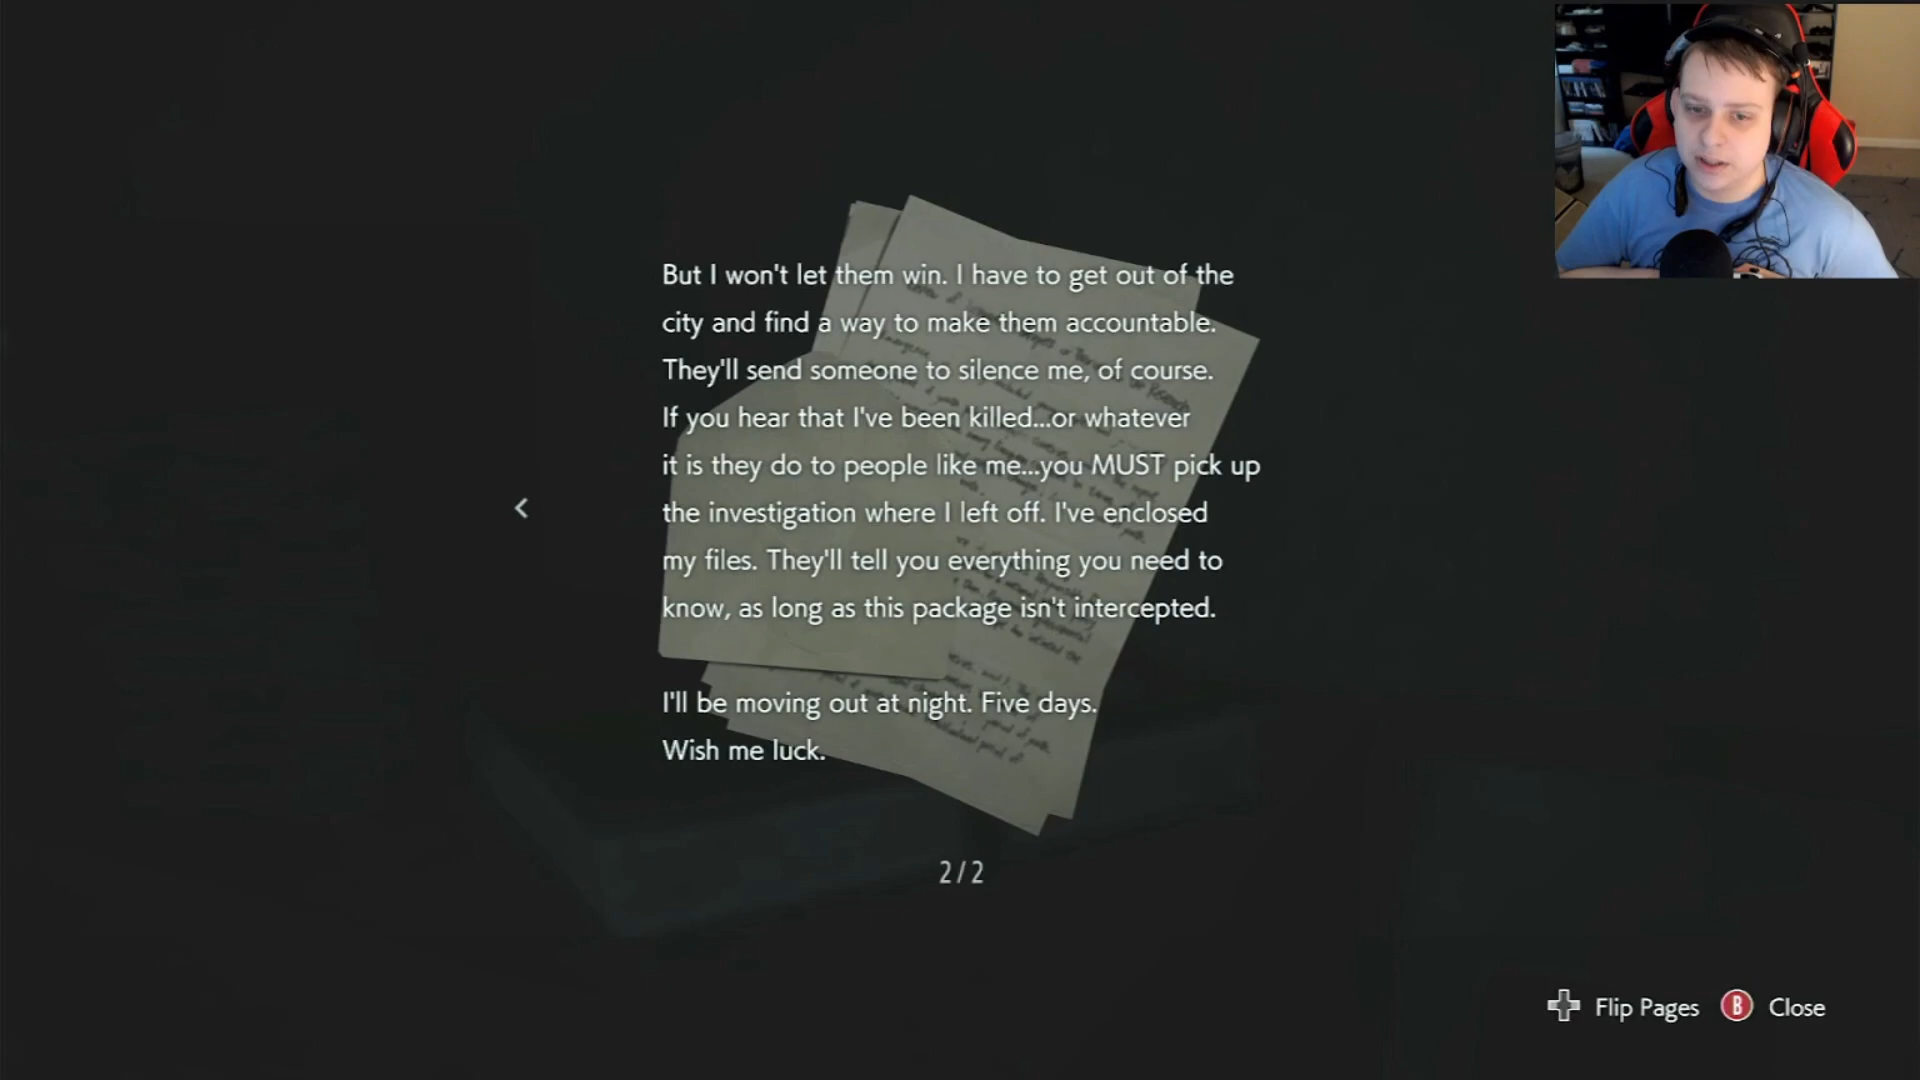 But I won't let them win. I have to get out of the
city and find a way to make them accountable.
They'll send someone to silence me, of course.
If you hear that I've been killed...or whatever
it is they do to people like me...you MUST pick up
the investigation where I left off. I've enclosed
my files. They'll tell you everything you need to
know, as long as this package isn't intercepted.
I'll be moving out at night. Five days.
Wish me luck.
<
2/2
Flip Pages B Close